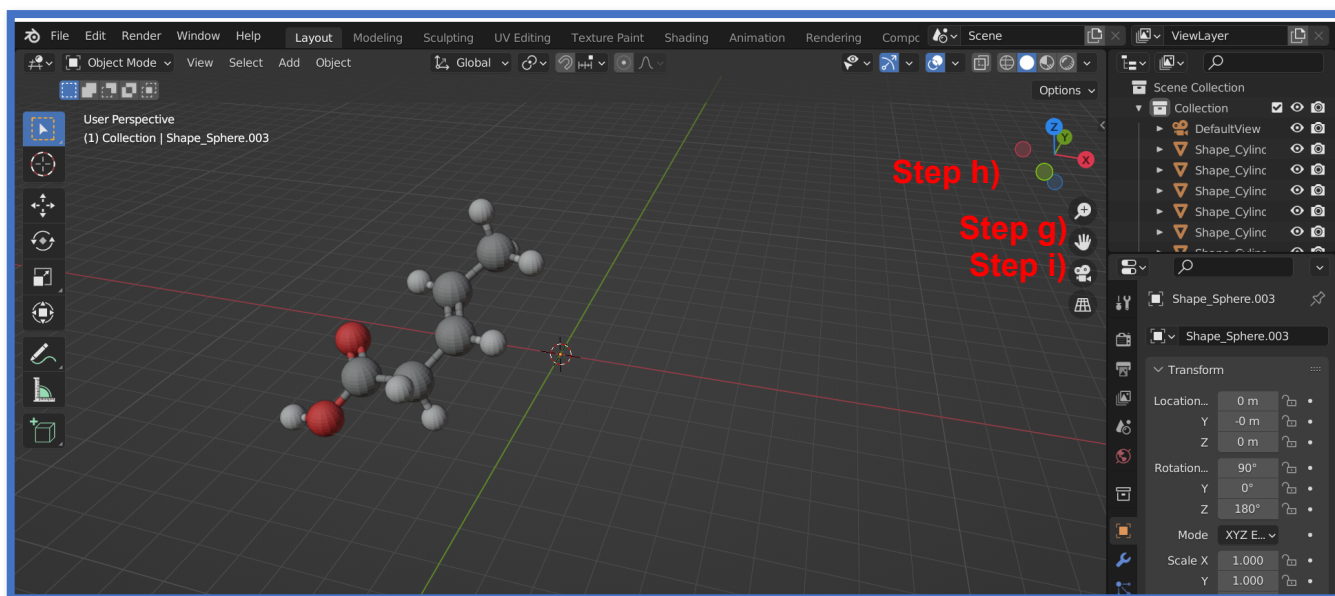 File Edit Render Window Help Layout Modeling Sculpting UV Editing Texture Paint Shading Animation Rendering Compc Scene ViewLayer
Object Mode View Select Add Object Global
Options
User Perspective
(1) Collection | Shape_Sphere.003
Z
Y
X
Step h)
Step g)
Step i)
Scene Collection
Collection
DefaultView
Shape_Cylinc
Shape_Cylinc
Shape_Cylinc
Shape_Cylinc
Shape_Cylinc
Shape_Sphere.003
Shape_Sphere.003
Transform
Location... 0 m
Y -0 m
Z 0 m
Rotation... 90°
Y 0°
Z 180°
Mode XYZ E...
Scale X 1.000
Y 1.000